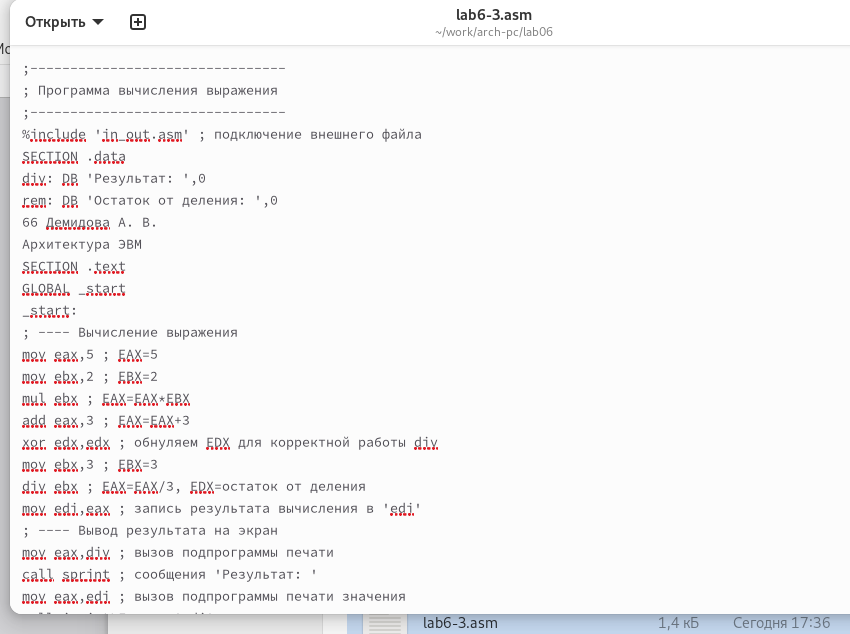 Открыть
lab6-3.asm
~/work/arch-pc/lab06
;--------------------------------
; Программа вычисления выражения
;--------------------------------
%include 'in_out.asm' ; подключение внешнего файла
SECTION .data
div: DB 'Результат: ',0
rem: DB 'Остаток от деления: ',0
66 Демидова А. В.
Архитектура ЭВМ
SECTION .text
GLOBAL _start
_start:
; ---- Вычисление выражения
mov eax,5 ; EAX=5
mov ebx,2 ; EBX=2
mul ebx ; EAX=EAX*EBX
add eax,3 ; EAX=EAX+3
xor edx,edx ; обнуляем EDX для корректной работы div
mov ebx,3 ; EBX=3
div ebx ; EAX=EAX/3, EDX=остаток от деления
mov edi,eax ; запись результата вычисления в 'edi'
; ---- Вывод результата на экран
mov eax,div ; вызов подпрограммы печати
call sprint ; сообщения 'Результат: '
mov eax,edi ; вызов подпрограммы печати значения
lab6-3.asm 1,4 кБ Сегодня 17:36